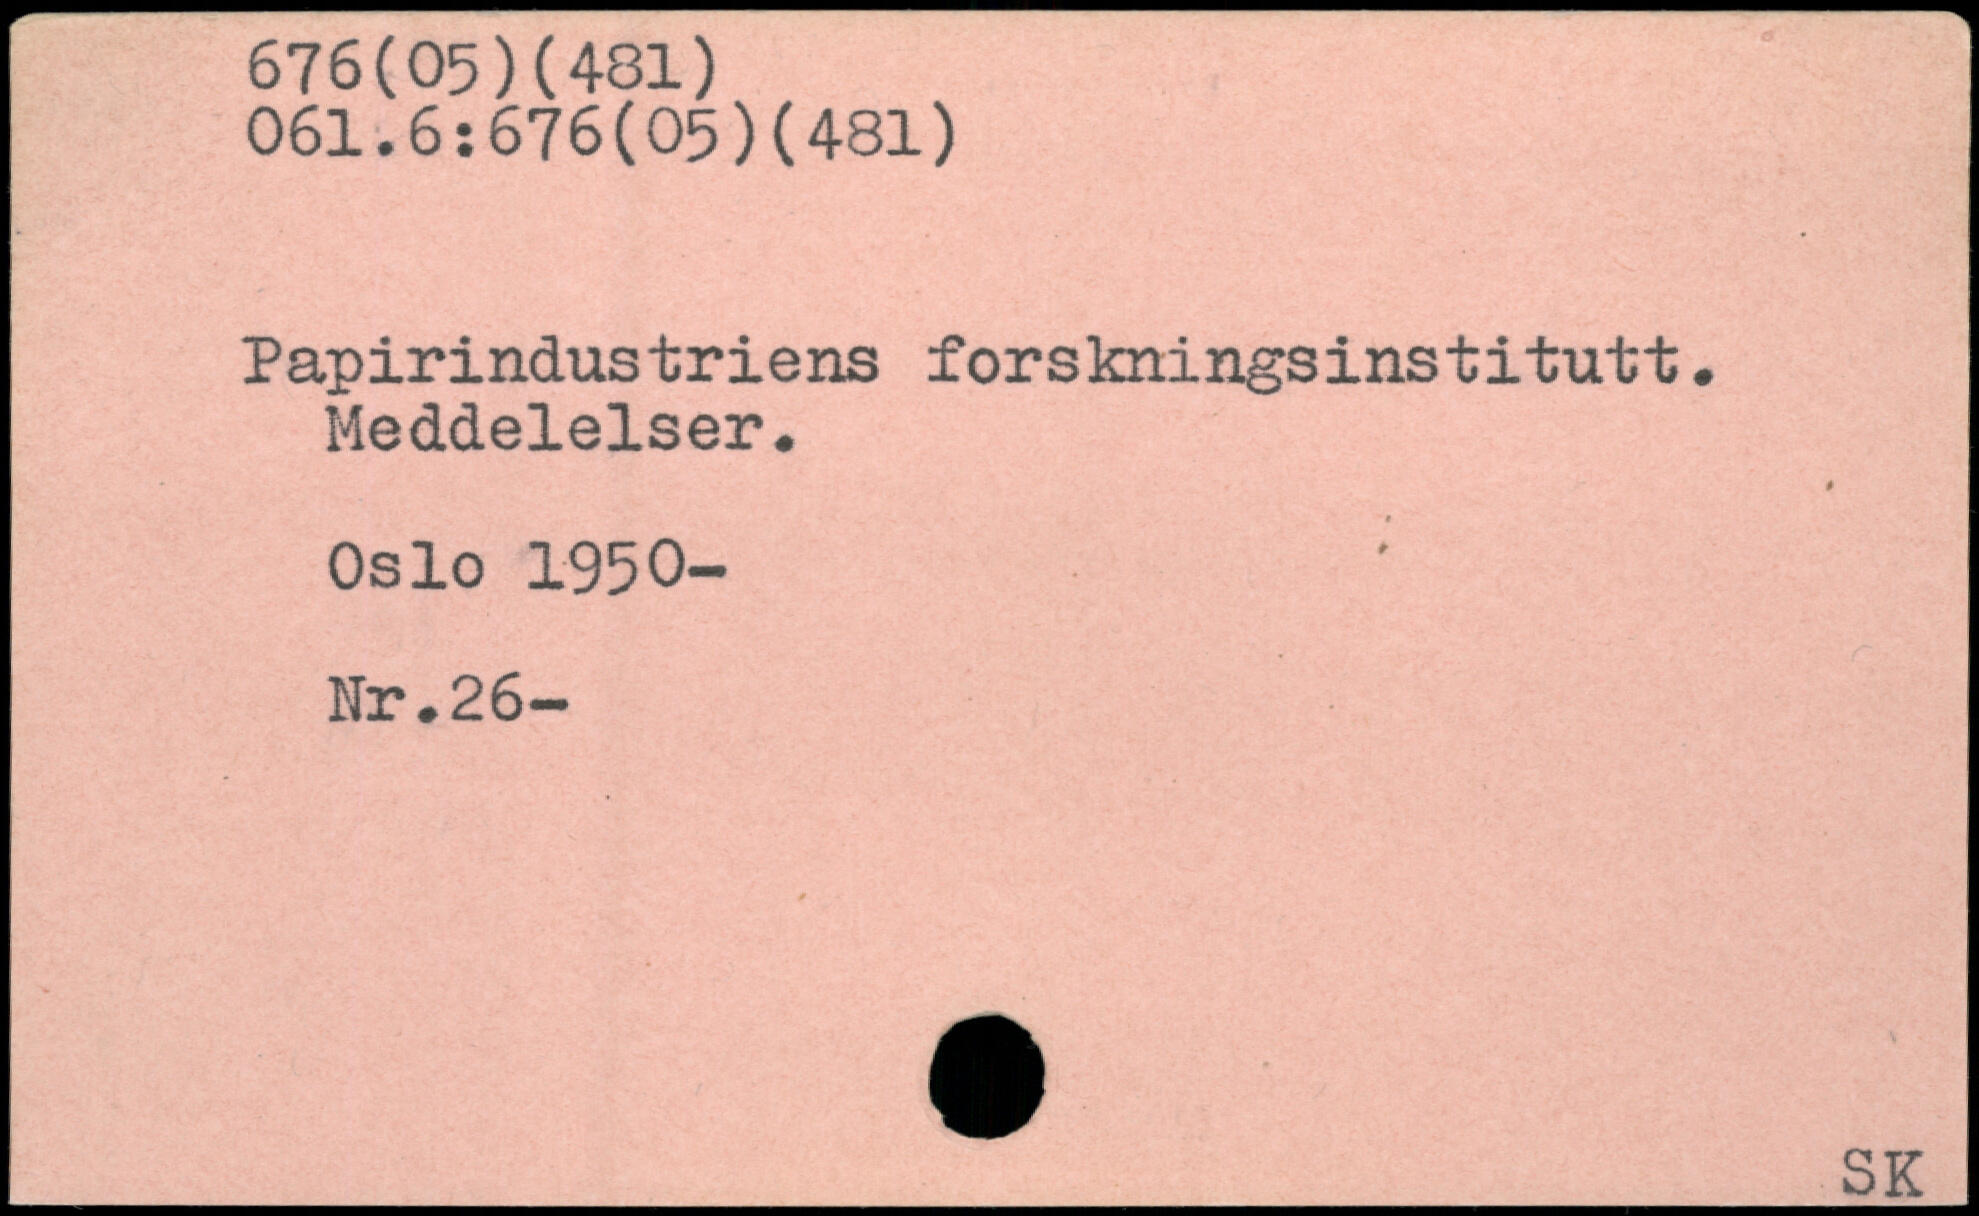 676(05)(481)
061.6:676(05)(481)
Papirindustriens forskningsinstitutt.
Meddelelser.
Oslo 1950-
Nr.26-
SK